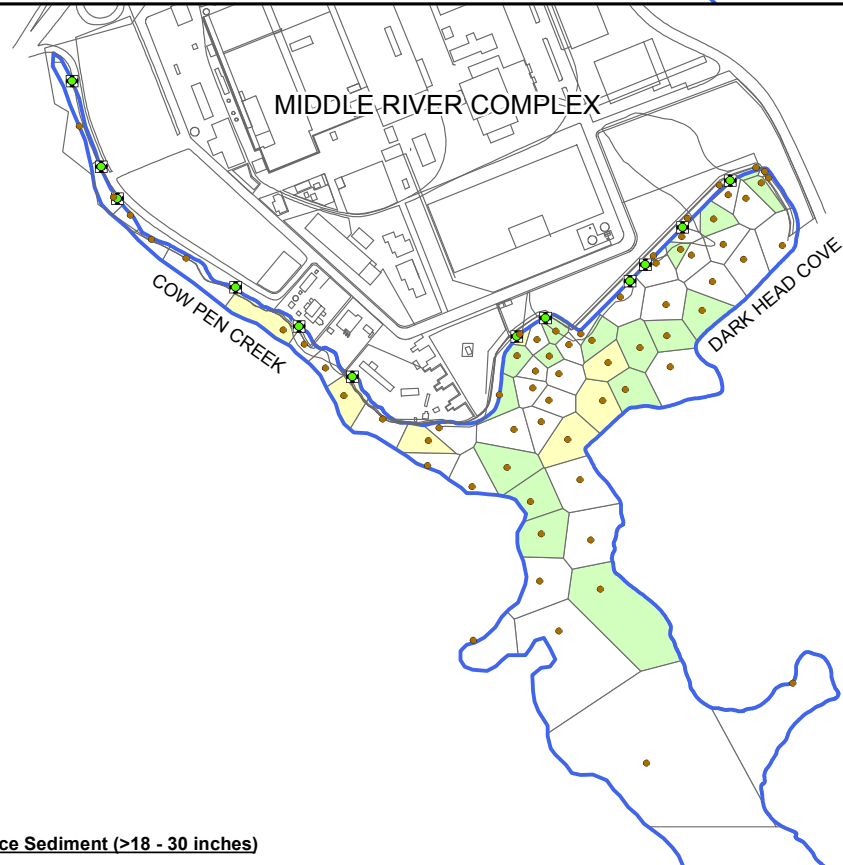 MIDDLE RIVER COMPLEX
COW PEN CREEK
DARK HEAD COVE
ce Sediment (>18 - 30 inches)